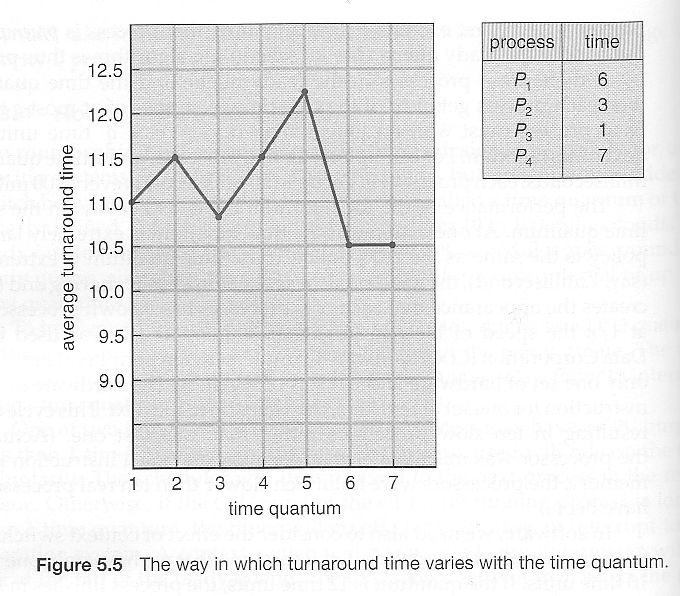 12.5
12.0
11.5
11.0
10.5
10.0
9.5
9.0
average turnaround time
1 2 3 4 5 6 7
time quantum
process time
P1 6
P2 3
P3 1
P4 7
Figure 5.5 The way in which turnaround time varies with the time quantum.